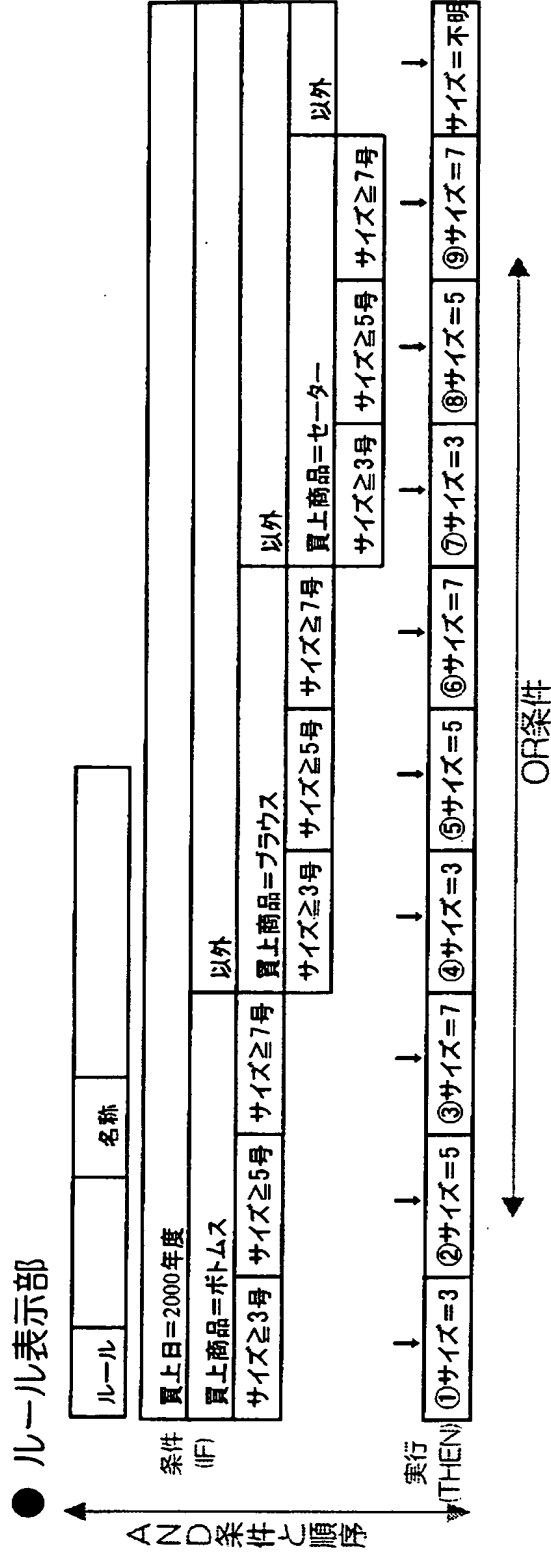 ● ルール表示部
ルール 名称
条件 買上日=2000年度
(IF) 買上商品=ボトムス 以外
サイズ≧3号 サイズ≧5号 サイズ≧7号 買上商品=ブラウス 以外
サイズ≧3号 サイズ≧5号 サイズ≧7号 買上商品=セーター 以外
サイズ≧3号 サイズ≧5号 サイズ≧7号
実行 ①サイズ=3 ②サイズ=5 ③サイズ=7 ④サイズ=3 ⑤サイズ=5 ⑥サイズ=7 ⑦サイズ=3 ⑧サイズ=5 ⑨サイズ=7 サイズ=不明
(THEN)
AND条件と順序
OR条件